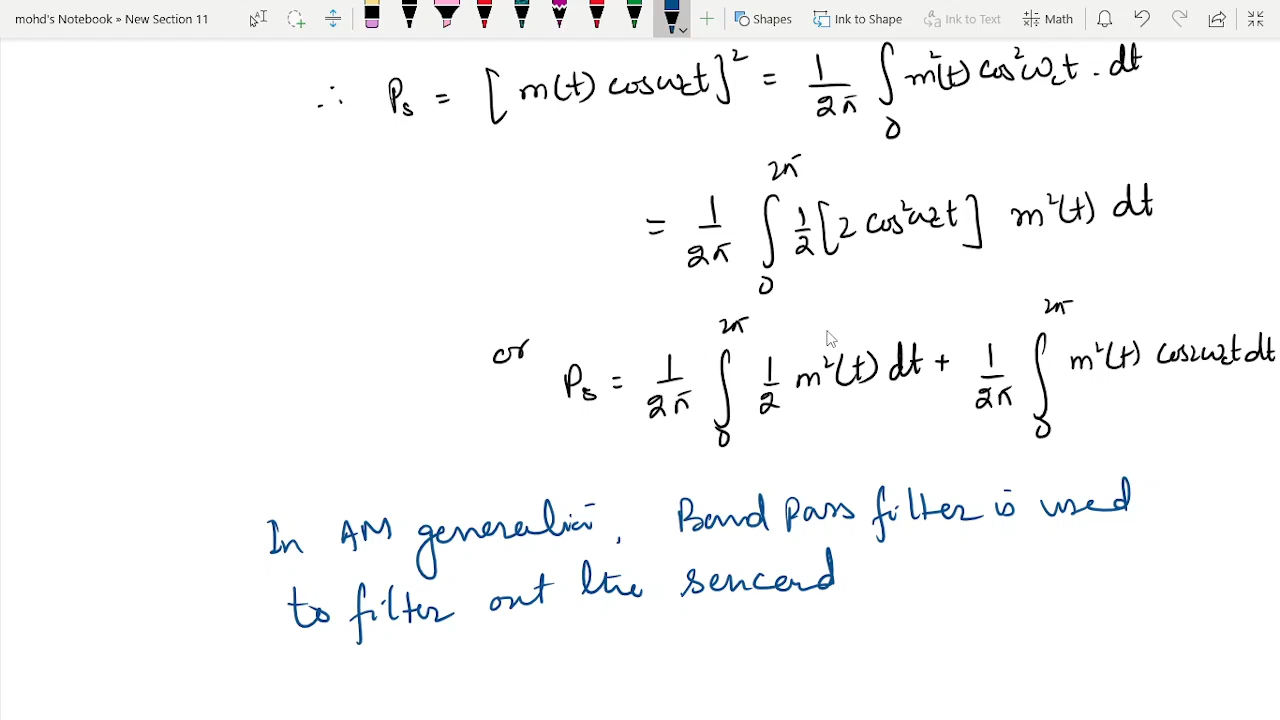 mohd's Notebook » New Section 11
Shapes Ink to Shape Ink to Text Math
∴ Ps = [m(t) cosωct]² = 1/2π ∫₀ m²(t) cos²ωct . dt
= 1/2π ∫₀^2π 1/2 [2 cos²ωct] m²(t) dt
or Ps = 1/2π ∫₀^2π 1/2 m²(t) dt + 1/2π ∫₀^2π m²(t) cos2ωct dt
In AM generation, Band Pass filter is used
to filter out the sencerd